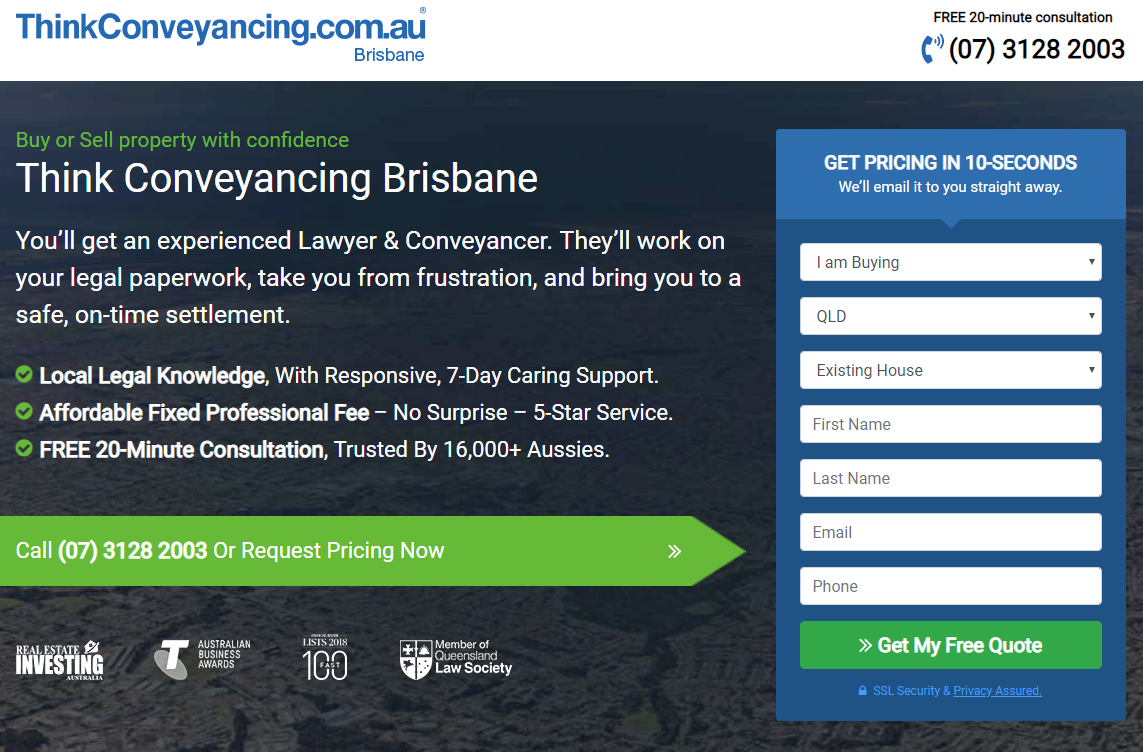 ThinkConveyancing.com.au®
Brisbane
FREE 20-minute consultation
(07) 3128 2003
Buy or Sell property with confidence
Think Conveyancing Brisbane
You'll get an experienced Lawyer & Conveyancer. They'll work on
your legal paperwork, take you from frustration, and bring you to a
safe, on-time settlement.
Local Legal Knowledge, With Responsive, 7-Day Caring Support.
Affordable Fixed Professional Fee – No Surprise – 5-Star Service.
FREE 20-Minute Consultation, Trusted By 16,000+ Aussies.
Call (07) 3128 2003 Or Request Pricing Now »
REAL ESTATE
INVESTING
AUSTRALIA
T
AUSTRALIAN
BUSINESS
AWARDS
LISTS 2018
100
FAST
Member of
Queensland
Law Society
GET PRICING IN 10-SECONDS
We'll email it to you straight away.
I am Buying
QLD
Existing House
First Name
Last Name
Email
Phone
» Get My Free Quote
SSL Security & Privacy Assured.